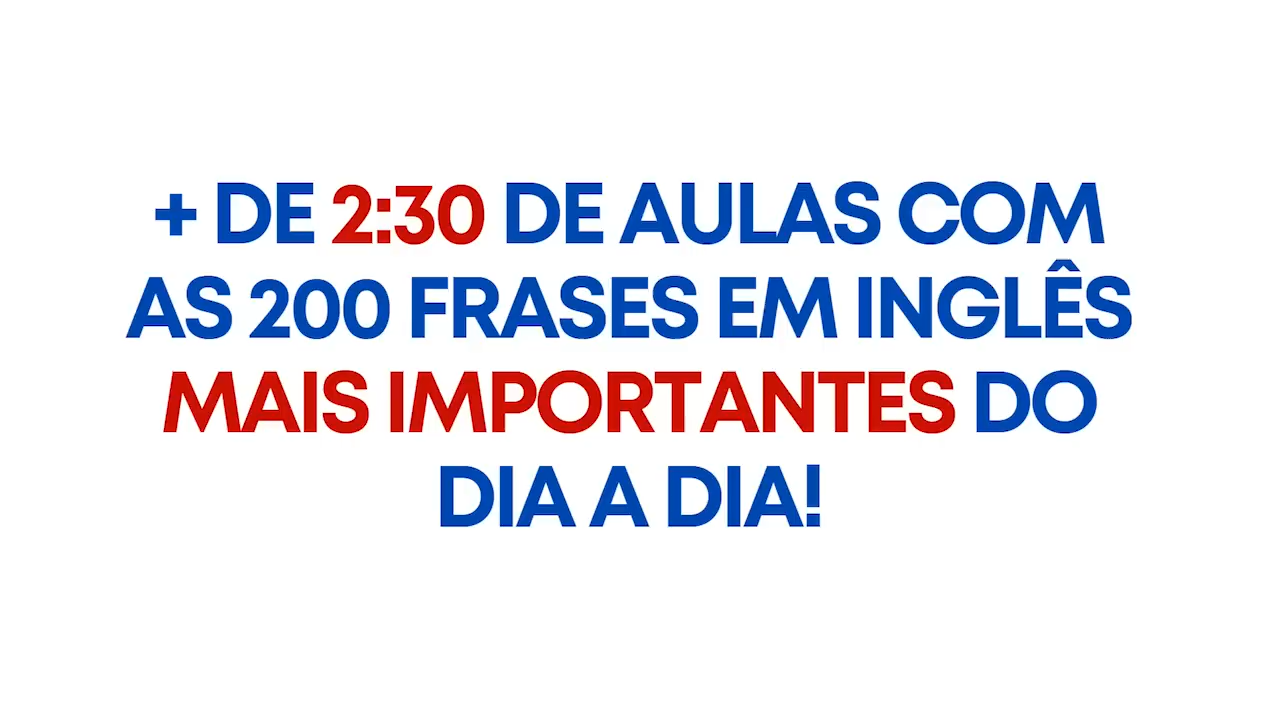 + DE 2:30 DE AULAS COM
AS 200 FRASES EM INGLÊS
MAIS IMPORTANTES DO
DIA A DIA!